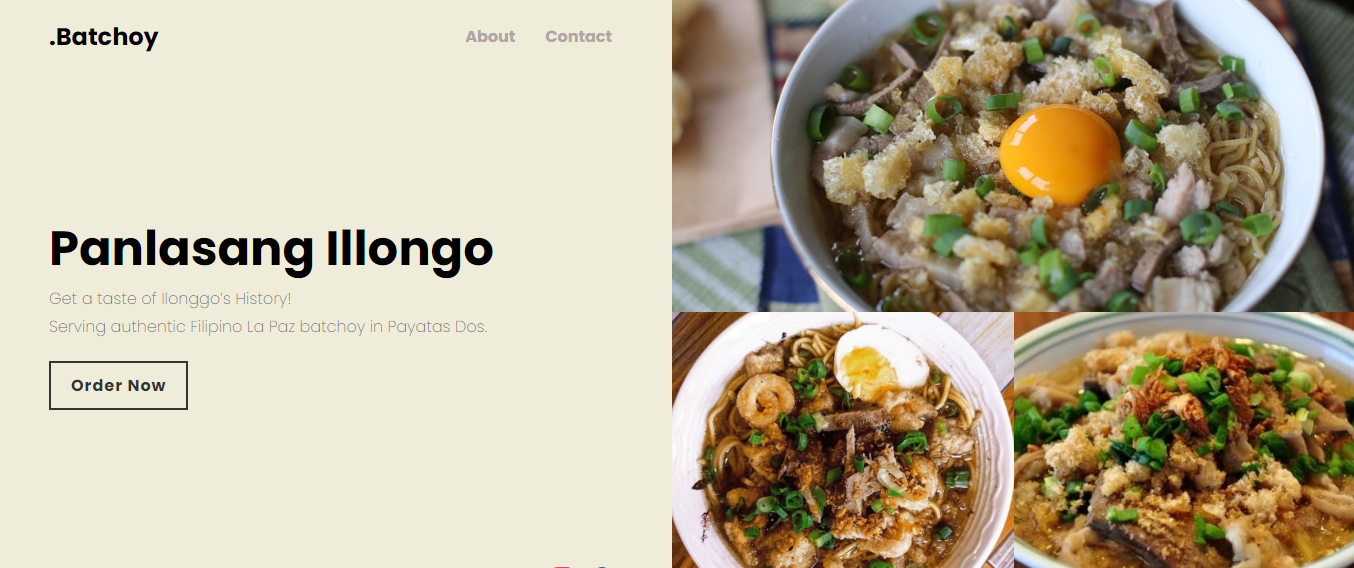 .Batchoy
About Contact
Panlasang Illongo
Get a taste of Ilonggo's History!
Serving authentic Filipino La Paz batchoy in Payatas Dos.
Order Now